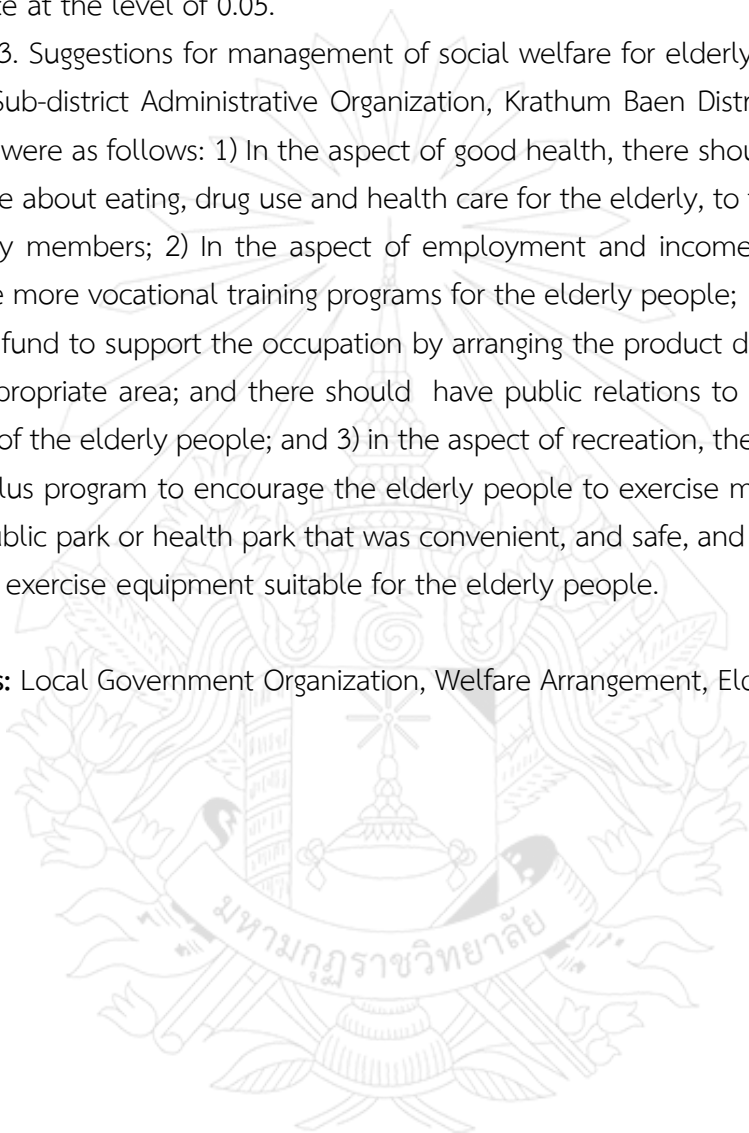 te at the level of 0.05.
3. Suggestions for management of social welfare for elderly
Sub-district Administrative Organization, Krathum Baen Distr
were as follows: 1) In the aspect of good health, there shou
e about eating, drug use and health care for the elderly, to
y members; 2) In the aspect of employment and income
e more vocational training programs for the elderly people;
fund to support the occupation by arranging the product d
propriate area; and there should have public relations to
of the elderly people; and 3) in the aspect of recreation, the
lus program to encourage the elderly people to exercise m
ublic park or health park that was convenient, and safe, and
exercise equipment suitable for the elderly people.
s: Local Government Organization, Welfare Arrangement, Eld
มหามกุฏราชวิทยาลัย